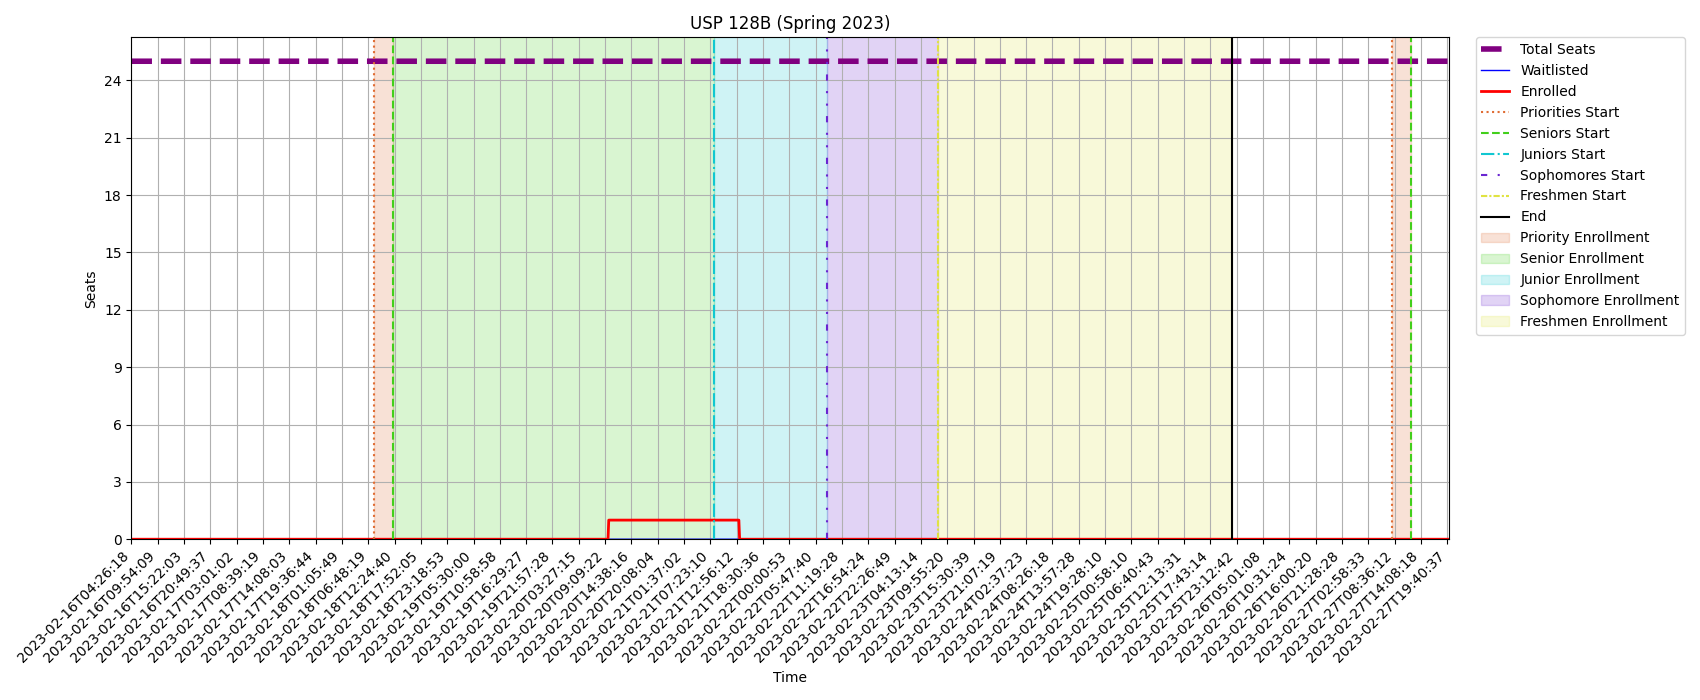 USP 128B (Spring 2023)
Seats
24
21
18
15
12
9
6
3
0
2023-02-16T04:26:18
2023-02-16T09:54:09
2023-02-16T15:22:03
2023-02-16T20:49:37
2023-02-17T03:01:02
2023-02-17T08:39:19
2023-02-17T14:08:03
2023-02-17T19:36:44
2023-02-18T01:05:49
2023-02-18T06:48:19
2023-02-18T12:24:40
2023-02-18T17:52:05
2023-02-18T23:18:53
2023-02-19T05:30:00
2023-02-19T10:58:58
2023-02-19T16:29:27
2023-02-19T21:57:28
2023-02-20T03:27:15
2023-02-20T09:09:22
2023-02-20T14:38:16
2023-02-20T20:08:04
2023-02-21T01:37:02
2023-02-21T07:23:10
2023-02-21T12:56:12
2023-02-21T18:30:36
2023-02-22T00:00:53
2023-02-22T05:47:40
2023-02-22T11:19:28
2023-02-22T16:54:24
2023-02-22T22:26:49
2023-02-23T04:13:14
2023-02-23T09:55:20
2023-02-23T15:30:39
2023-02-23T21:07:19
2023-02-24T02:37:23
2023-02-24T08:26:18
2023-02-24T13:57:28
2023-02-24T19:28:10
2023-02-25T00:58:10
2023-02-25T06:40:43
2023-02-25T12:13:31
2023-02-25T17:43:14
2023-02-25T23:12:42
2023-02-26T05:01:08
2023-02-26T10:31:24
2023-02-26T16:00:20
2023-02-26T21:28:28
2023-02-27T02:58:33
2023-02-27T08:36:12
2023-02-27T14:08:18
2023-02-27T19:40:37
Time
Total Seats
Waitlisted
Enrolled
Priorities Start
Seniors Start
Juniors Start
Sophomores Start
Freshmen Start
End
Priority Enrollment
Senior Enrollment
Junior Enrollment
Sophomore Enrollment
Freshmen Enrollment